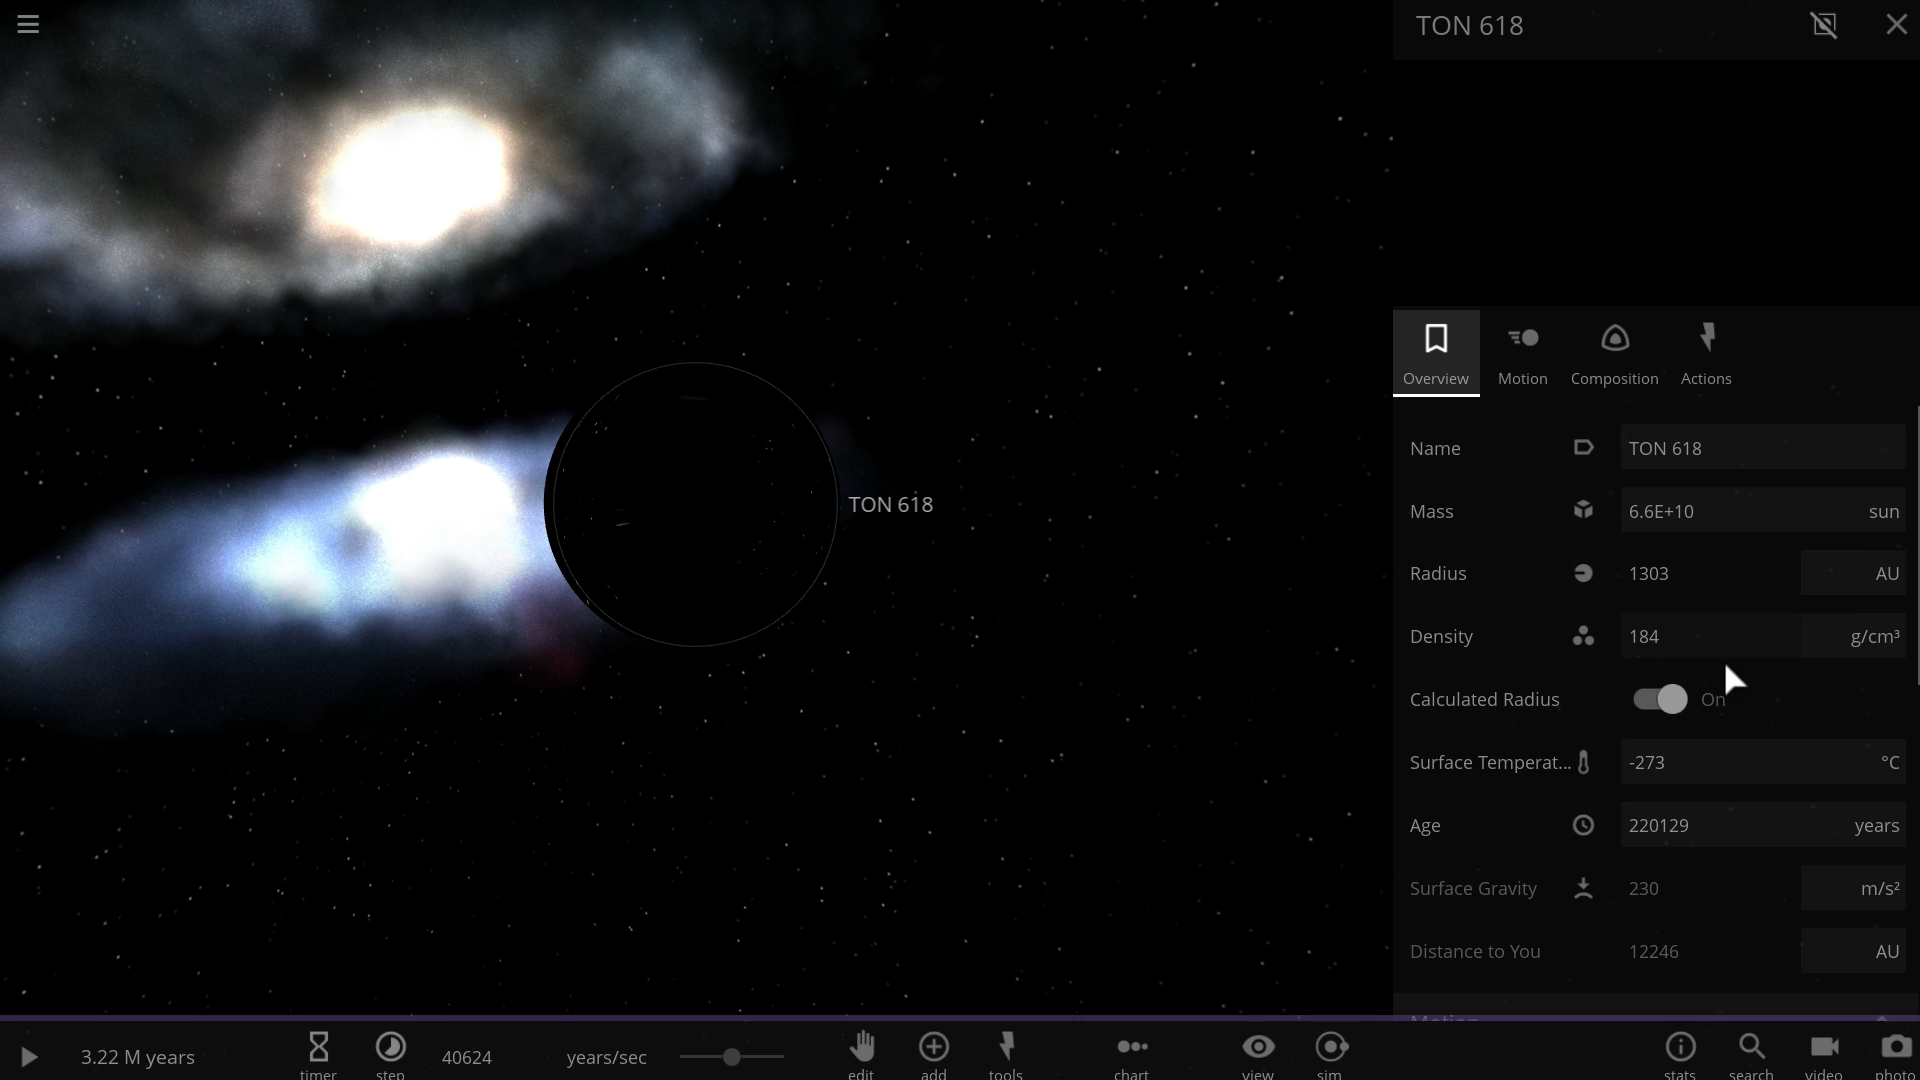 TON 618
Overview
Motion
Composition
Actions
Name
TON 618
Mass
6.6E+10 sun
Radius
1303 AU
Density
184 g/cm³
Calculated Radius
On
Surface Temperat...
-273 °C
Age
220129 years
Surface Gravity
230 m/s²
Distance to You
12246 AU
Motion
TON 618
3.22 M years
timer
step
40624 years/sec
edit
add
tools
chart
view
sim
stats
search
video
photo